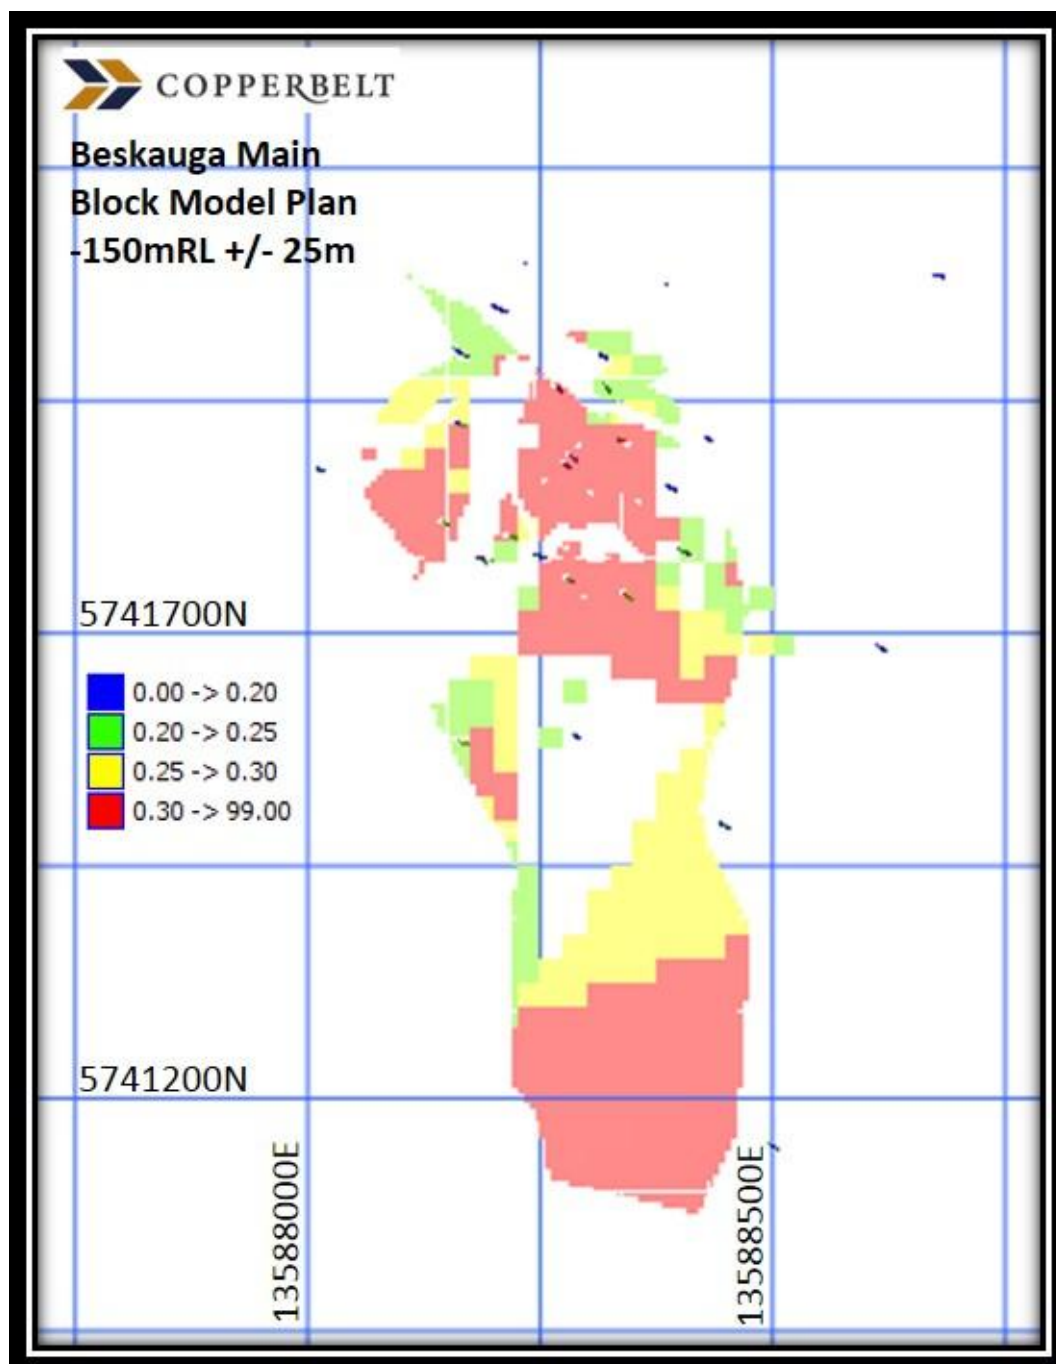 COPPERBELT
Beskauga Main
Block Model Plan
-150mRL +/- 25m
5741700N
0.00 -> 0.20
0.20 -> 0.25
0.25 -> 0.30
0.30 -> 99.00
5741200N
13588000E
13588500E